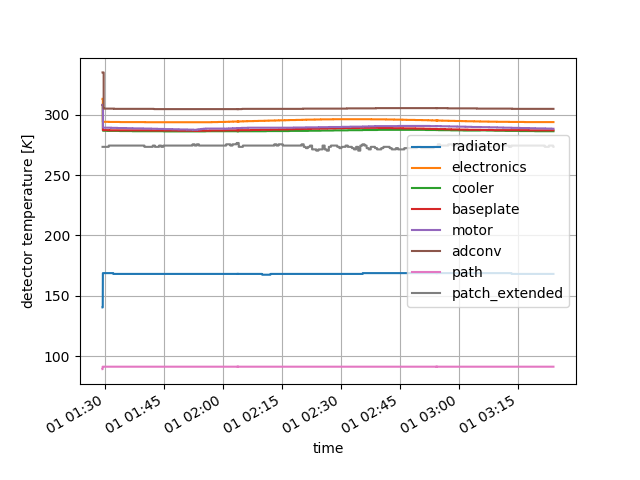 300
250
200
150
100
detector temperature [K]
radiator
electronics
cooler
baseplate
motor
adconv
path
patch_extended
01 01:30
01 01:45
01 02:00
01 02:15
01 02:30
01 02:45
01 03:00
01 03:15
time